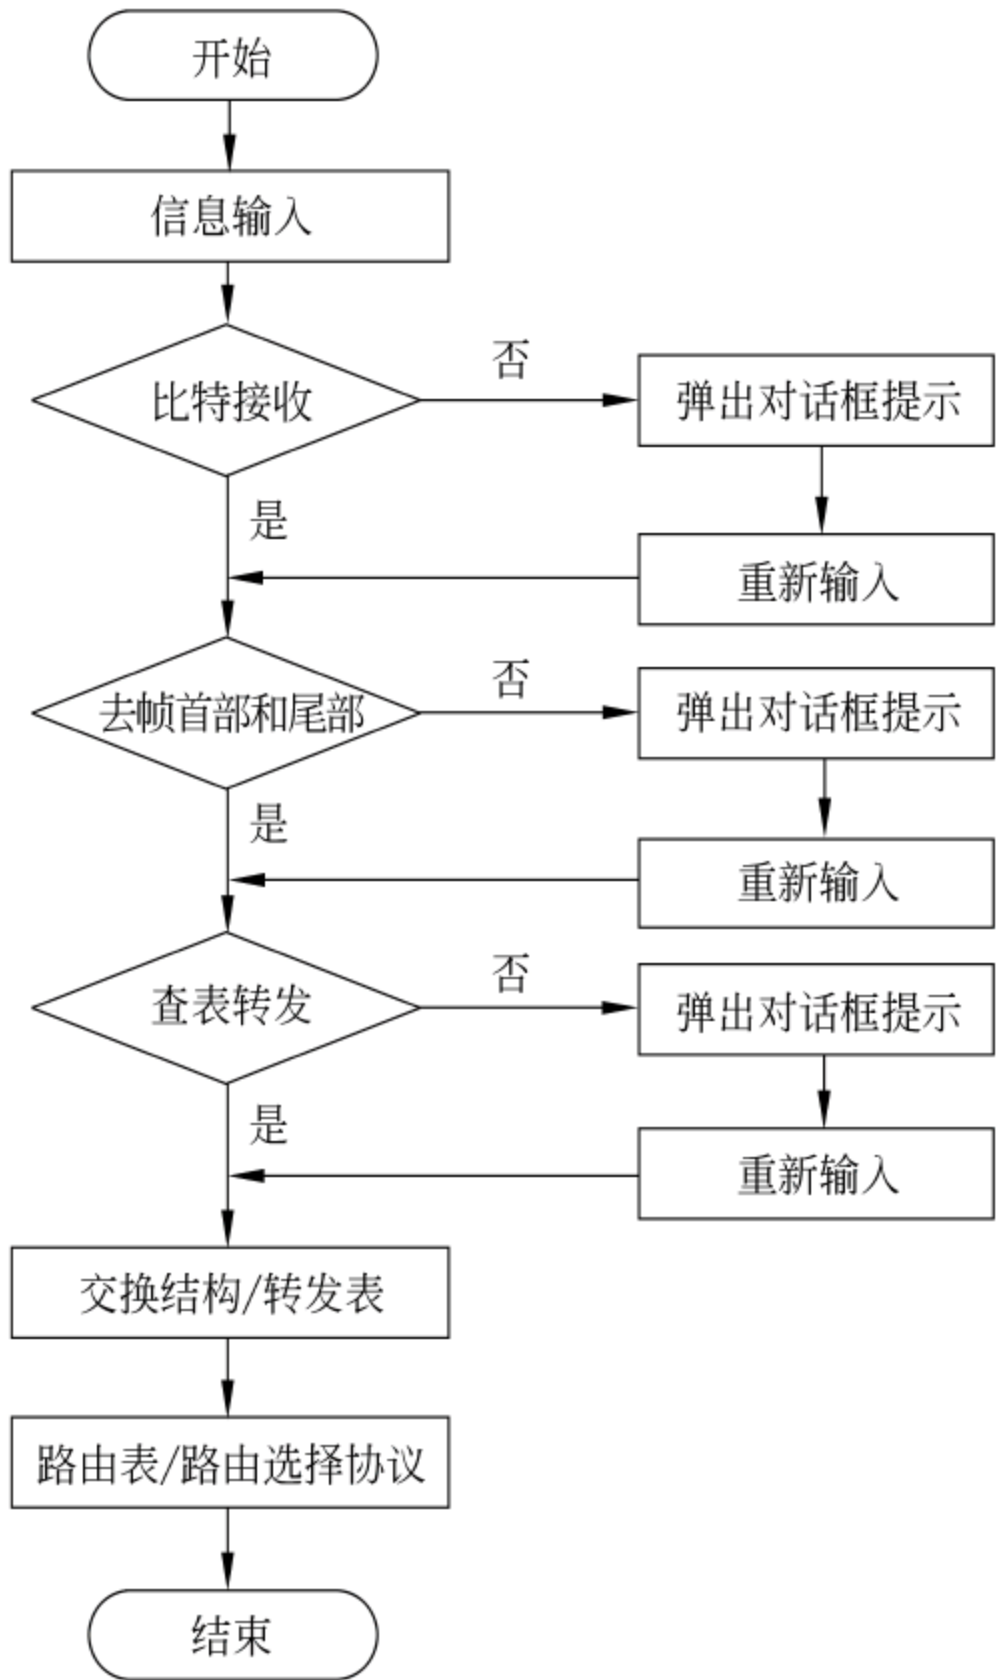 开始
信息输入
比特接收
否
弹出对话框提示
是
重新输入
去帧首部和尾部
否
弹出对话框提示
是
重新输入
查表转发
否
弹出对话框提示
是
重新输入
交换结构/转发表
路由表/路由选择协议
结束